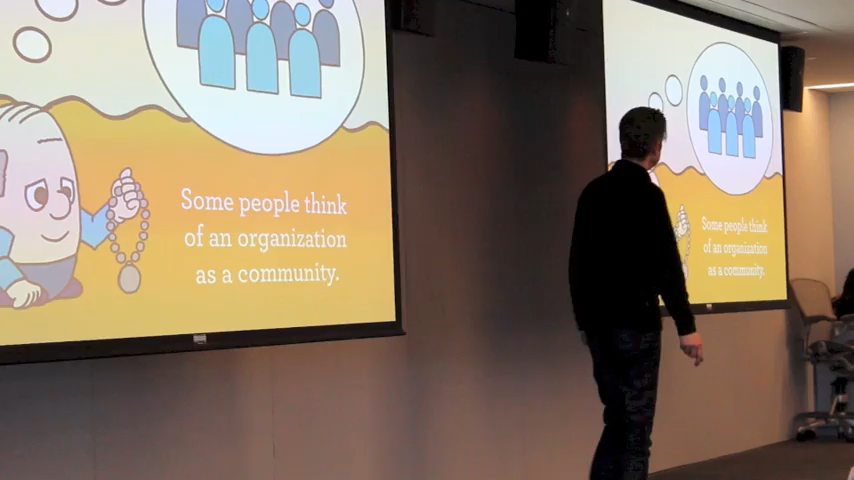 Some people think
of an organization
as a community.
Some people think
of an organization
as a community.